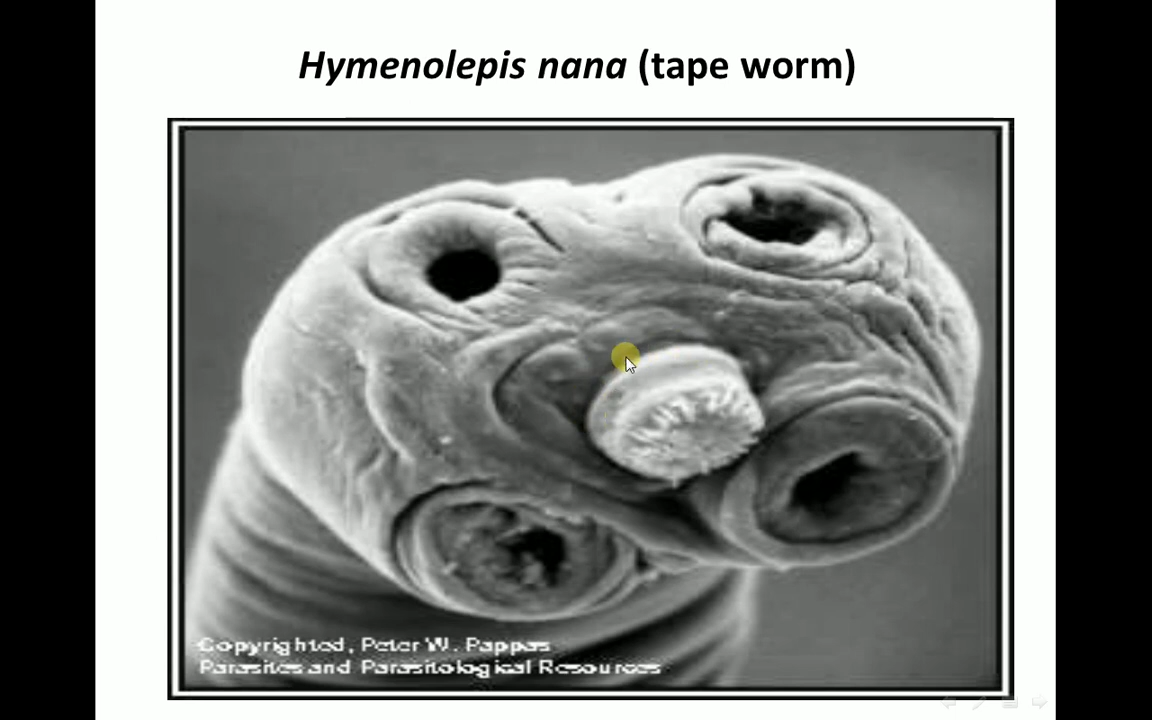 Hymenolepis nana (tape worm)
Copyrighted, Peter W. Pappas
Parasites and Parasitological Resources